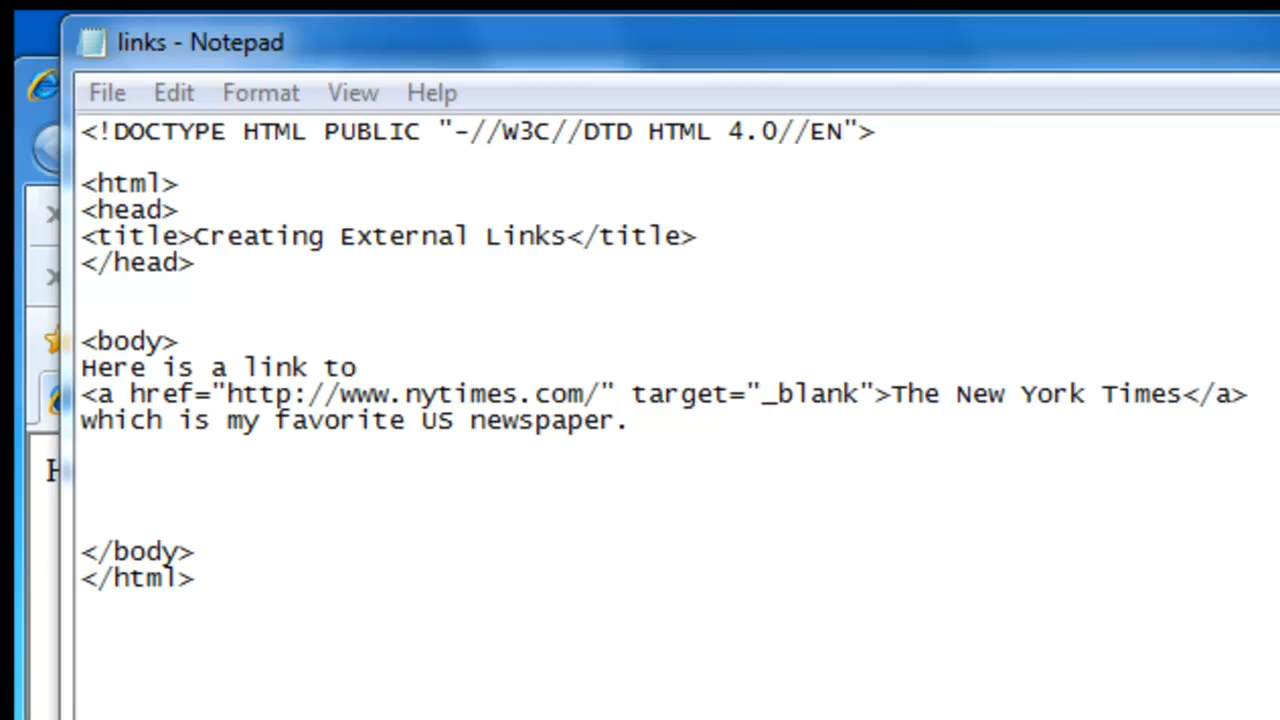 links - Notepad
File Edit Format View Help
<!DOCTYPE HTML PUBLIC "-//W3C//DTD HTML 4.0//EN">
<html>
<head>
<title>Creating External Links</title>
</head>
<body>
Here is a link to
<a href="http://www.nytimes.com/" target="_blank">The New York Times</a>
which is my favorite US newspaper.
</body>
</html>